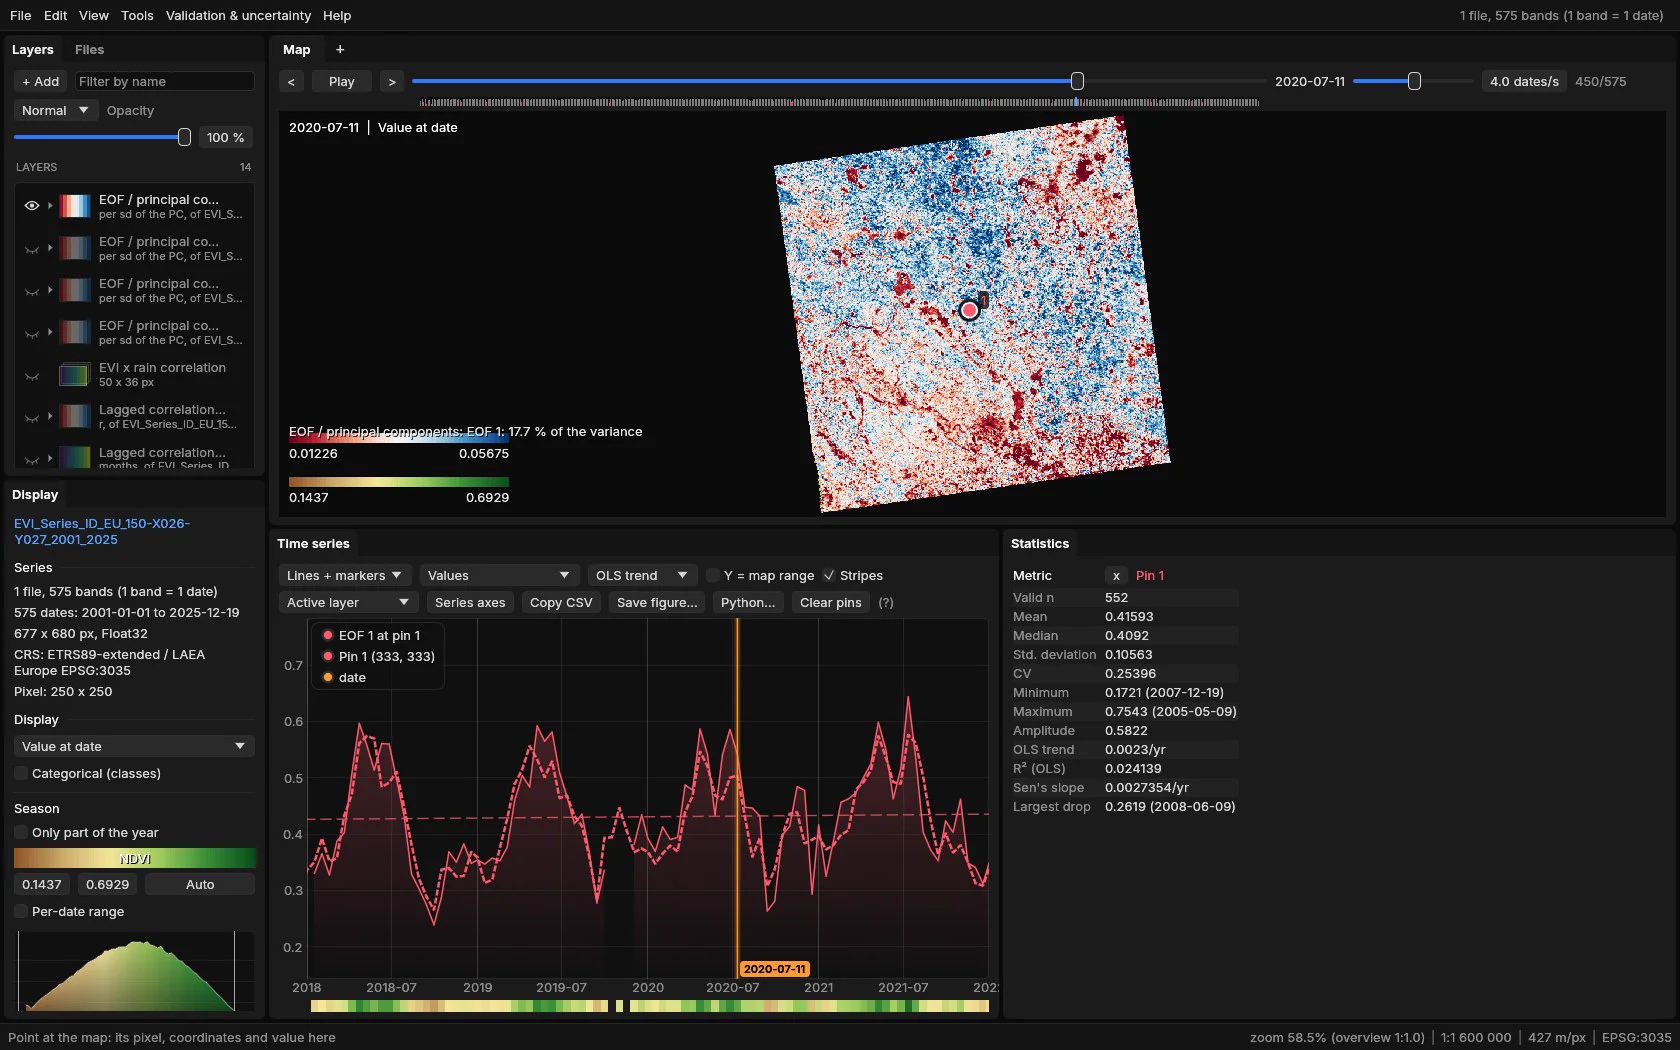 File Edit View Tools Validation & uncertainty Help
1 file, 575 bands (1 band = 1 date)
Layers Files
+ Add Filter by name
Normal Opacity
100 %
LAYERS 14
EOF / principal co...
per sd of the PC, of EVI_S...
EOF / principal co...
per sd of the PC, of EVI_S...
EOF / principal co...
per sd of the PC, of EVI_S...
EOF / principal co...
per sd of the PC, of EVI_S...
EVI x rain correlation
50 x 36 px
Lagged correlation...
r, of EVI_Series_ID_EU_15...
Lagged correlation...
months, of EVI_Series_ID
Map +
< Play > 2020-07-11 4.0 dates/s 450/575
2020-07-11 | Value at date
1
EOF / principal components: EOF 1: 17.7 % of the variance
0.01226 0.05675
0.1437 0.6929
Display
EVI_Series_ID_EU_150-X026-
Y027_2001_2025
Series
1 file, 575 bands (1 band = 1 date)
575 dates: 2001-01-01 to 2025-12-19
677 x 680 px, Float32
CRS: ETRS89-extended / LAEA
Europe EPSG:3035
Pixel: 250 x 250
Display
Value at date
Categorical (classes)
Season
Only part of the year
NDVI
0.1437 0.6929 Auto
Per-date range
Time series
Lines + markers Values OLS trend Y = map range Stripes
Active layer Series axes Copy CSV Save figure... Python... Clear pins (?)
EOF 1 at pin 1
Pin 1 (333, 333)
date
0.7
0.6
0.5
0.4
0.3
0.2
2020-07-11
2018 2018-07 2019 2019-07 2020 2020-07 2021 2021-07 202
Statistics
Metric x Pin 1
Valid n 552
Mean 0.41593
Median 0.4092
Std. deviation 0.10563
CV 0.25396
Minimum 0.1721 (2007-12-19)
Maximum 0.7543 (2005-05-09)
Amplitude 0.5822
OLS trend 0.0023/yr
R² (OLS) 0.024139
Sen's slope 0.0027354/yr
Largest drop 0.2619 (2008-06-09)
Point at the map: its pixel, coordinates and value here
zoom 58.5% (overview 1:1.0) | 1:1 600 000 | 427 m/px | EPSG:3035